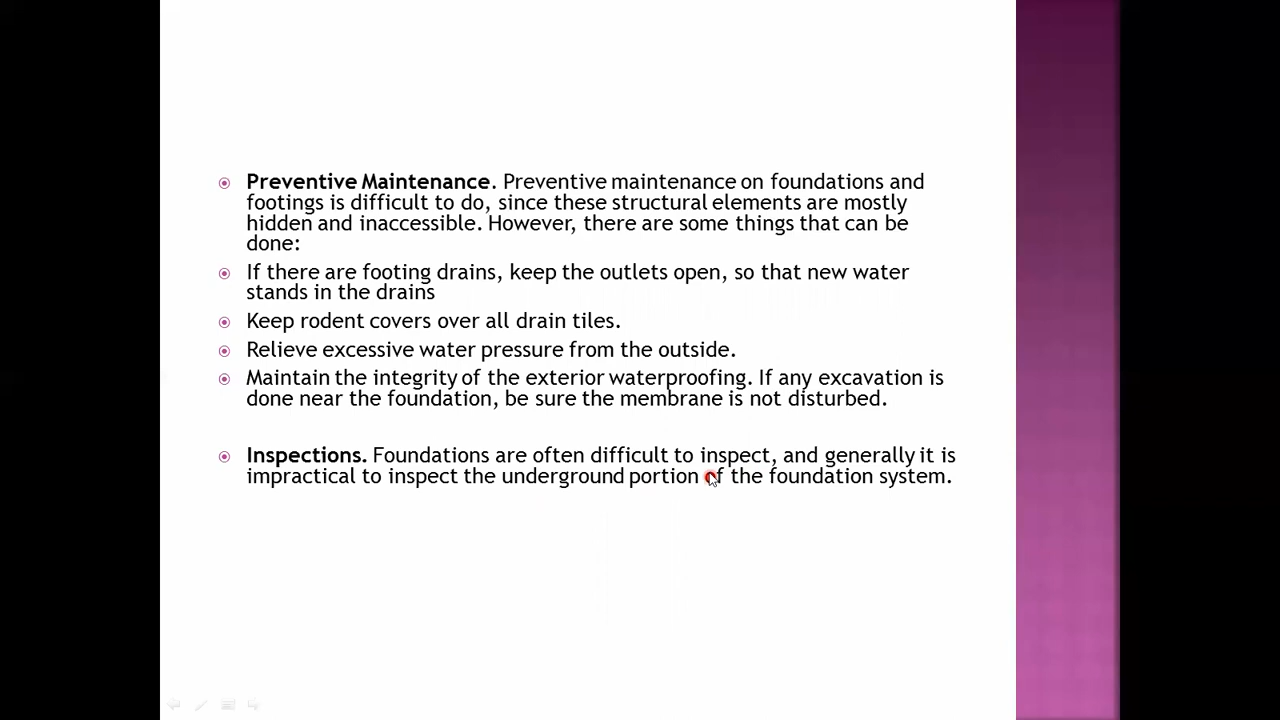 Preventive Maintenance. Preventive maintenance on foundations and
footings is difficult to do, since these structural elements are mostly
hidden and inaccessible. However, there are some things that can be
done:
If there are footing drains, keep the outlets open, so that new water
stands in the drains
Keep rodent covers over all drain tiles.
Relieve excessive water pressure from the outside.
Maintain the integrity of the exterior waterproofing. If any excavation is
done near the foundation, be sure the membrane is not disturbed.
Inspections. Foundations are often difficult to inspect, and generally it is
impractical to inspect the underground portion of the foundation system.